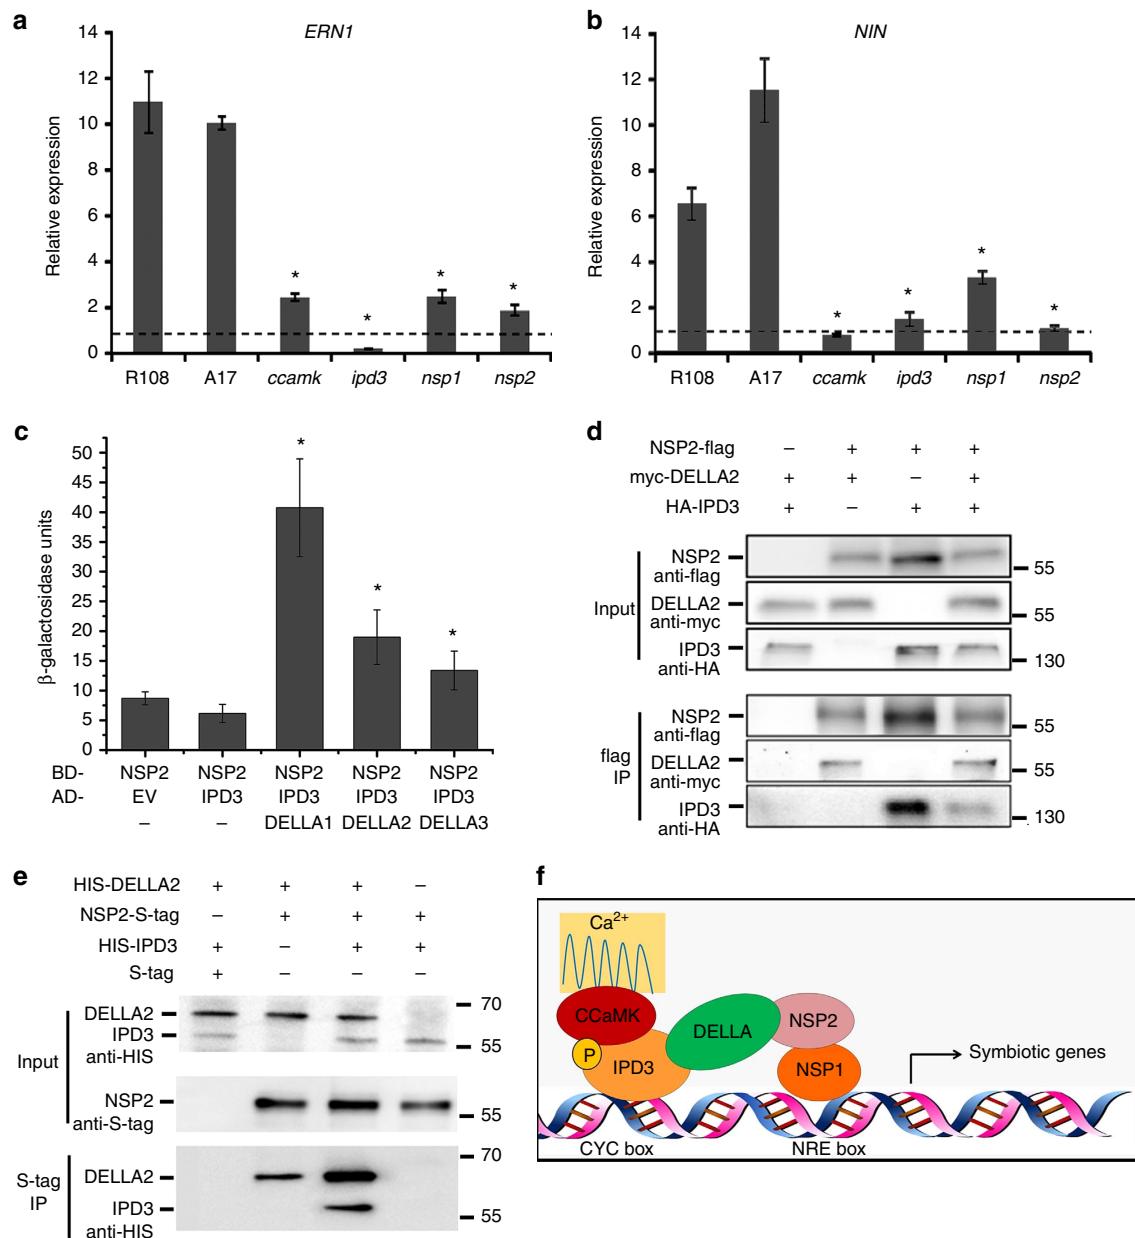 a
ERN1
14
12
10
8
6
4
2
0
Relative expression
R108 A17 ccamk ipd3 nsp1 nsp2
* * * *
b
NIN
14
12
10
8
6
4
2
0
Relative expression
R108 A17 ccamk ipd3 nsp1 nsp2
* * * *
c
50
45
40
35
30
25
20
15
10
5
0
β-galactosidase units
* * *
BD- NSP2 NSP2 NSP2 NSP2 NSP2
AD- EV IPD3 IPD3 IPD3 IPD3
– – DELLA1 DELLA2 DELLA3
d
NSP2-flag – + + +
myc-DELLA2 + + – +
HA-IPD3 + – + +
Input
NSP2
anti-flag
55
DELLA2
anti-myc
55
IPD3
anti-HA
130
flag
IP
NSP2
anti-flag
55
DELLA2
anti-myc
55
IPD3
anti-HA
130
e
HIS-DELLA2 + + + –
NSP2-S-tag – + + +
HIS-IPD3 + – + +
S-tag + – – –
Input
DELLA2
IPD3
anti-HIS
70
55
NSP2
anti-S-tag
55
S-tag
IP
DELLA2
IPD3
anti-HIS
70
55
f
Ca2+
CCaMK
P
IPD3
DELLA
NSP2
NSP1
Symbiotic genes
CYC box
NRE box